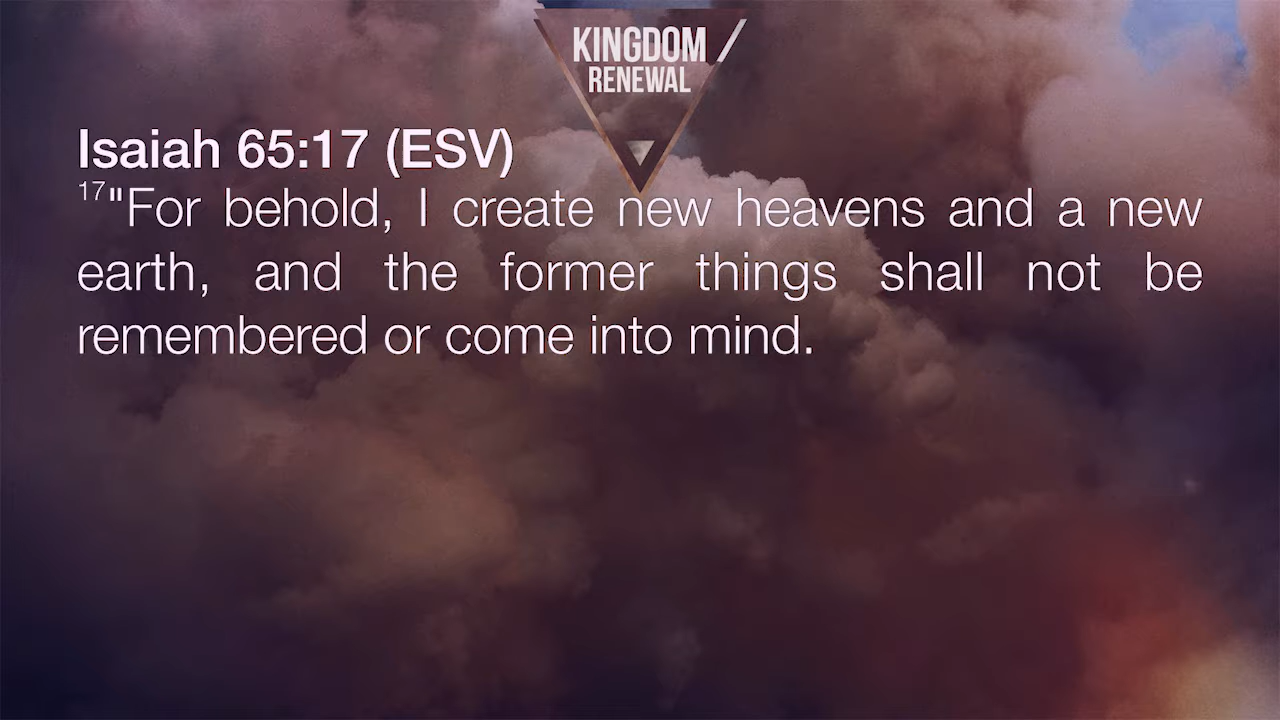 KINGDOM
RENEWAL
Isaiah 65:17 (ESV)
17"For behold, I create new heavens and a new
earth, and the former things shall not be
remembered or come into mind.